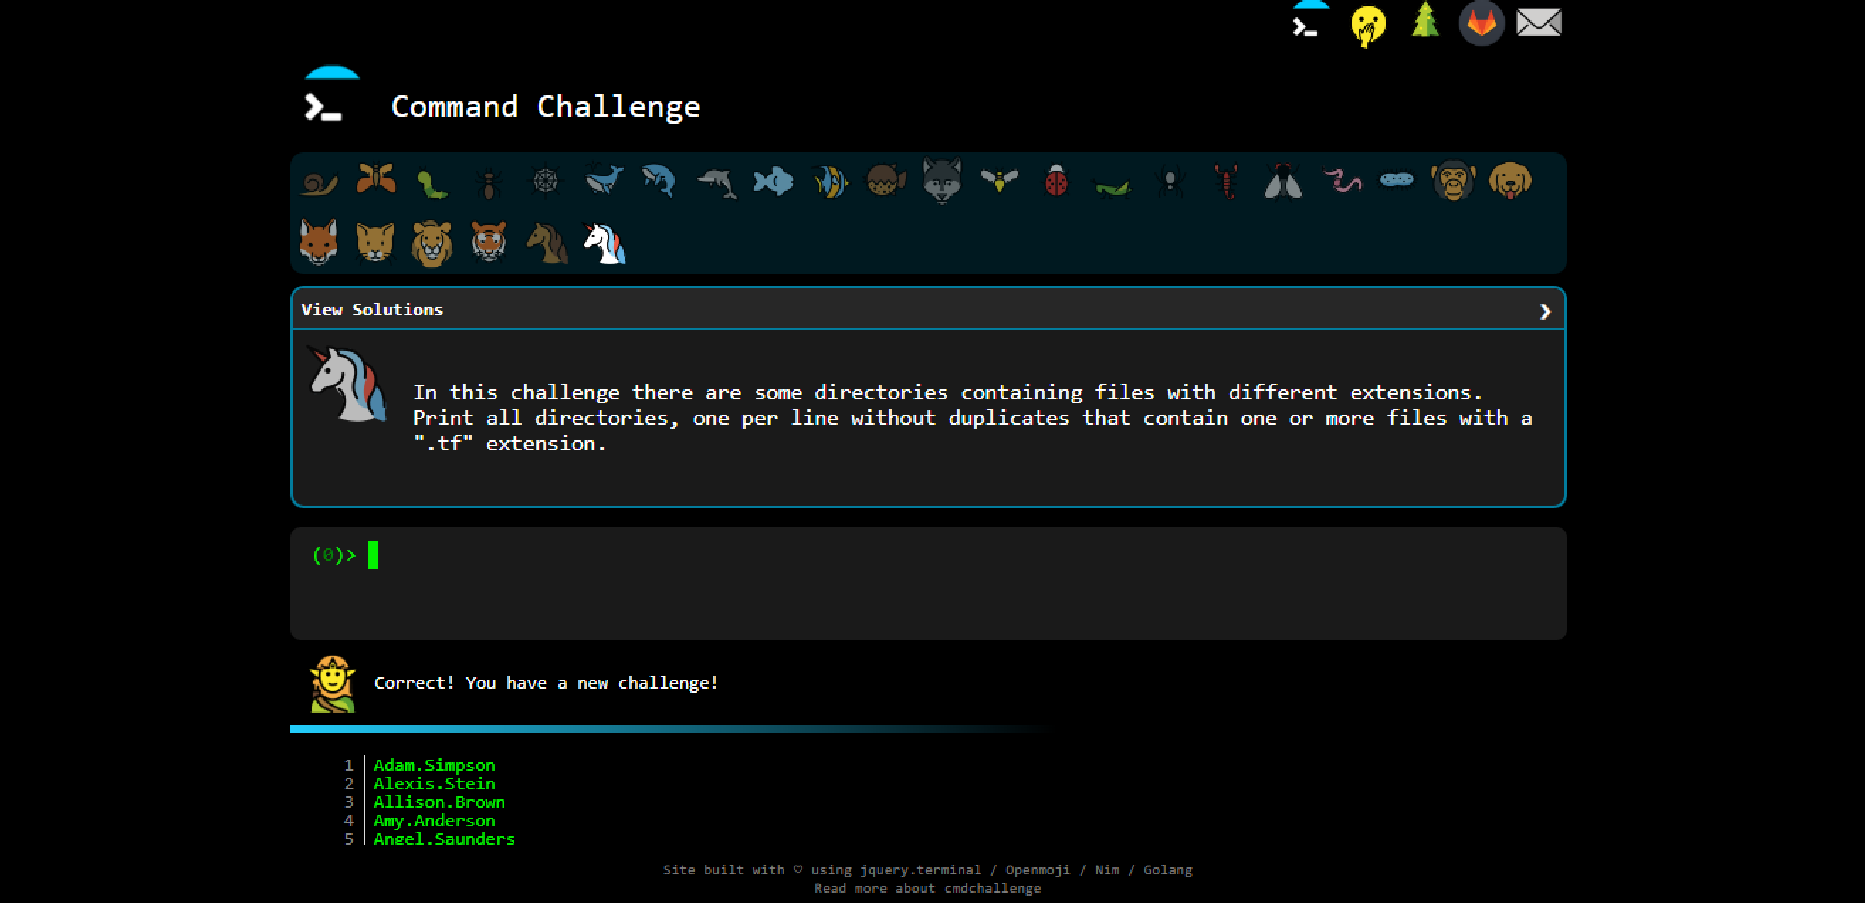 Command Challenge
View Solutions
In this challenge there are some directories containing files with different extensions.
Print all directories, one per line without duplicates that contain one or more files with a
".tf" extension.
(0)>
Correct! You have a new challenge!
1 Adam.Simpson
2 Alexis.Stein
3 Allison.Brown
4 Amy.Anderson
5 Angel.Saunders
Site built with ♡ using jquery.terminal / Openmoji / Nim / Golang
Read more about cmdchallenge